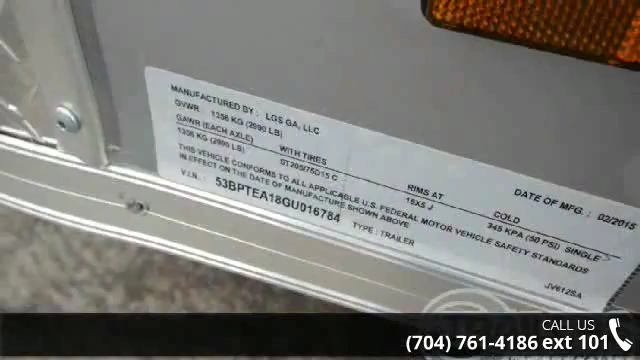 MANUFACTURED BY : LGS GA, LLC DATE OF MFG. : 02/2015
GVWR 1356 KG (2990 LB)
GAWR (EACH AXLE) WITH TIRES RIMS AT COLD SINGLE
1356 KG (2990 LB) ST205/75D15 C 15X5 J 345 KPA (50 PSI)
THIS VEHICLE CONFORMS TO ALL APPLICABLE U.S. FEDERAL MOTOR VEHICLE SAFETY STANDARDS
IN EFFECT ON THE DATE OF MANUFACTURE SHOWN ABOVE
V.I.N. : 53BPTEA18GU016784 TYPE : TRAILER JV612SA
CALL US
(704) 761-4186 ext 101